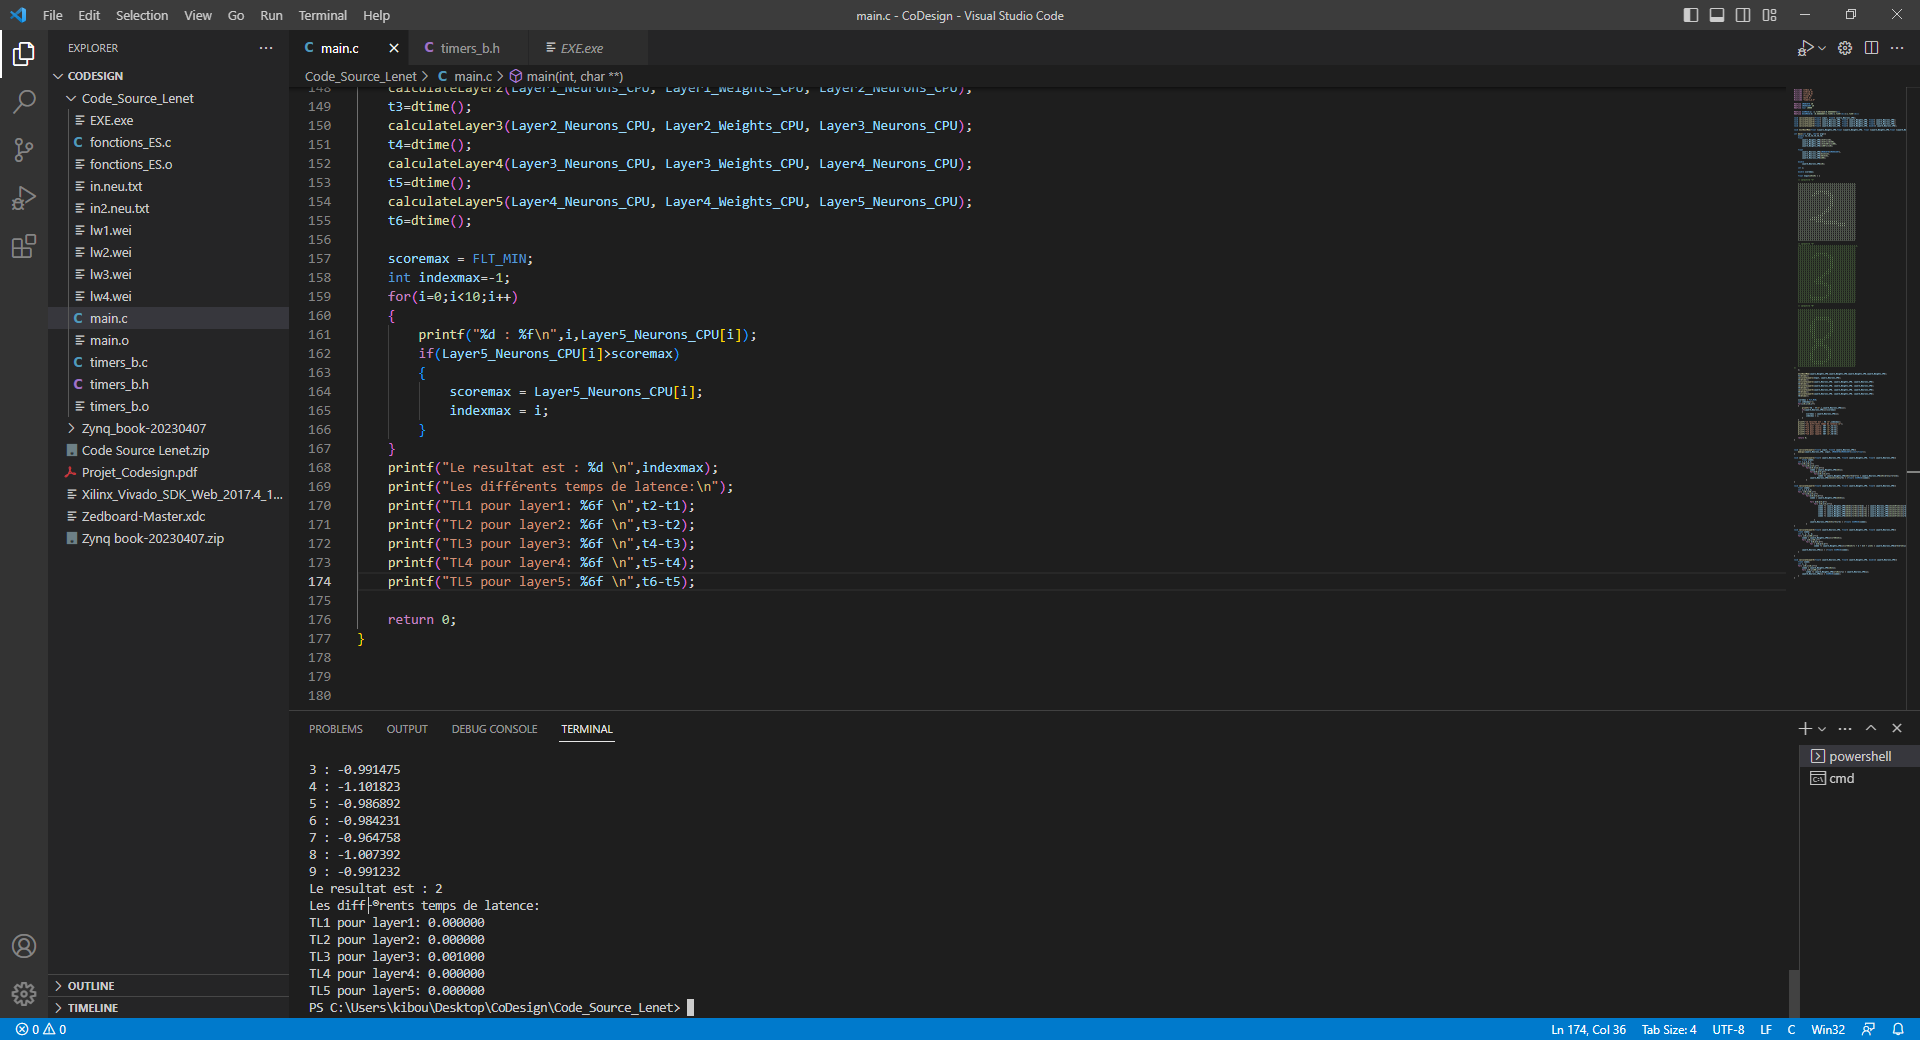 File Edit Selection View Go Run Terminal Help
main.c - CoDesign - Visual Studio Code
EXPLORER
CODESIGN
Code_Source_Lenet
EXE.exe
C fonctions_ES.c
fonctions_ES.o
in.neu.txt
in2.neu.txt
lw1.wei
lw2.wei
lw3.wei
lw4.wei
C main.c
main.o
C timers_b.c
C timers_b.h
timers_b.o
Zynq_book-20230407
Code Source Lenet.zip
Projet_Codesign.pdf
Xilinx_Vivado_SDK_Web_2017.4_1...
Zedboard-Master.xdc
Zynq book-20230407.zip
OUTLINE
TIMELINE
C main.c
C timers_b.h
EXE.exe
Code_Source_Lenet > C main.c > main(int, char **)
148 calculateLayer2(Layer1_Neurons_CPU, Layer1_Weights_CPU, Layer2_Neurons_CPU);
149 t3=dtime();
150 calculateLayer3(Layer2_Neurons_CPU, Layer2_Weights_CPU, Layer3_Neurons_CPU);
151 t4=dtime();
152 calculateLayer4(Layer3_Neurons_CPU, Layer3_Weights_CPU, Layer4_Neurons_CPU);
153 t5=dtime();
154 calculateLayer5(Layer4_Neurons_CPU, Layer4_Weights_CPU, Layer5_Neurons_CPU);
155 t6=dtime();
156
157 scoremax = FLT_MIN;
158 int indexmax=-1;
159 for(i=0;i<10;i++)
160 {
161 printf("%d : %f\n",i,Layer5_Neurons_CPU[i]);
162 if(Layer5_Neurons_CPU[i]>scoremax)
163 {
164 scoremax = Layer5_Neurons_CPU[i];
165 indexmax = i;
166 }
167 }
168 printf("Le resultat est : %d \n",indexmax);
169 printf("Les différents temps de latence:\n");
170 printf("TL1 pour layer1: %6f \n",t2-t1);
171 printf("TL2 pour layer2: %6f \n",t3-t2);
172 printf("TL3 pour layer3: %6f \n",t4-t3);
173 printf("TL4 pour layer4: %6f \n",t5-t4);
174 printf("TL5 pour layer5: %6f \n",t6-t5);
175
176 return 0;
177 }
178
179
180
PROBLEMS OUTPUT DEBUG CONSOLE TERMINAL
3 : -0.991475
4 : -1.101823
5 : -0.986892
6 : -0.984231
7 : -0.964758
8 : -1.007392
9 : -0.991232
Le resultat est : 2
Les diff├®rents temps de latence:
TL1 pour layer1: 0.000000
TL2 pour layer2: 0.000000
TL3 pour layer3: 0.001000
TL4 pour layer4: 0.000000
TL5 pour layer5: 0.000000
PS C:\Users\kibou\Desktop\CoDesign\Code_Source_Lenet>
powershell
cmd
0 0
Ln 174, Col 36 Tab Size: 4 UTF-8 LF C Win32